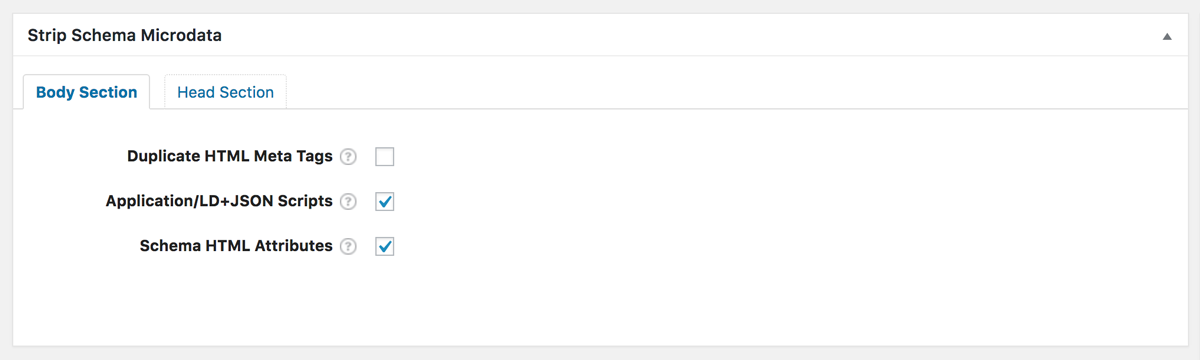 Strip Schema Microdata
Body Section
Head Section
Duplicate HTML Meta Tags ?
Application/LD+JSON Scripts ?
Schema HTML Attributes ?